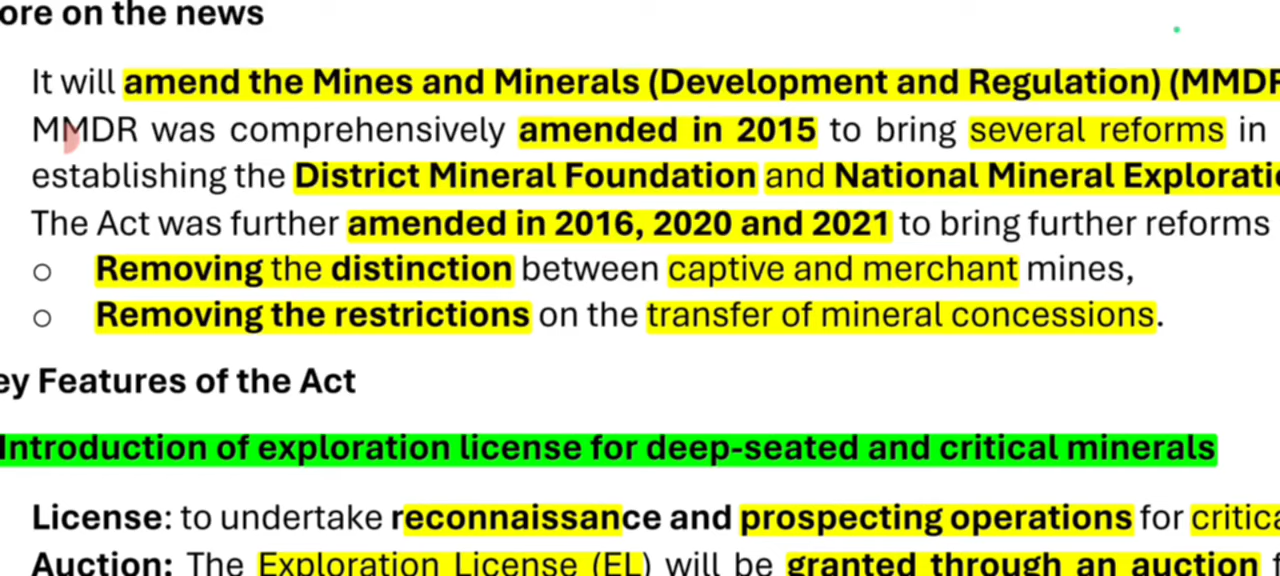 ore on the news
It will amend the Mines and Minerals (Development and Regulation) (MMDR
MMDR was comprehensively amended in 2015 to bring several reforms in
establishing the District Mineral Foundation and National Mineral Explorati
The Act was further amended in 2016, 2020 and 2021 to bring further reforms
○ Removing the distinction between captive and merchant mines,
○ Removing the restrictions on the transfer of mineral concessions.
ey Features of the Act
Introduction of exploration license for deep-seated and critical minerals
License: to undertake reconnaissance and prospecting operations for critica
Auction: The Exploration License (EL) will be granted through an auction f